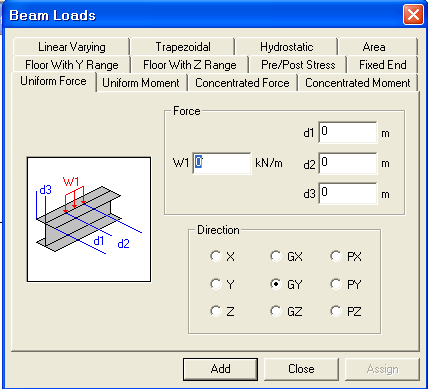 Beam Loads
Linear Varying Trapezoidal Hydrostatic Area
Floor With Y Range Floor With Z Range Pre/Post Stress Fixed End
Uniform Force Uniform Moment Concentrated Force Concentrated Moment
Force
d1 0 m
W1 0 kN/m d2 0 m
d3 0 m
W1
d3
d1 d2
Direction
X GX PX
Y GY PY
Z GZ PZ
Add Close Assign